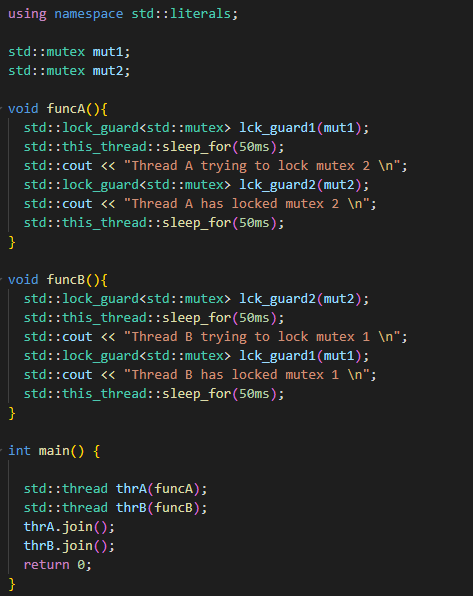 using namespace std::literals;
std::mutex mut1;
std::mutex mut2;
void funcA(){
  std::lock_guard<std::mutex> lck_guard1(mut1);
  std::this_thread::sleep_for(50ms);
  std::cout << "Thread A trying to lock mutex 2 \n";
  std::lock_guard<std::mutex> lck_guard2(mut2);
  std::cout << "Thread A has locked mutex 2 \n";
  std::this_thread::sleep_for(50ms);
}
void funcB(){
  std::lock_guard<std::mutex> lck_guard2(mut2);
  std::this_thread::sleep_for(50ms);
  std::cout << "Thread B trying to lock mutex 1 \n";
  std::lock_guard<std::mutex> lck_guard1(mut1);
  std::cout << "Thread B has locked mutex 1 \n";
  std::this_thread::sleep_for(50ms);
}
int main() {
  std::thread thrA(funcA);
  std::thread thrB(funcB);
  thrA.join();
  thrB.join();
  return 0;
}